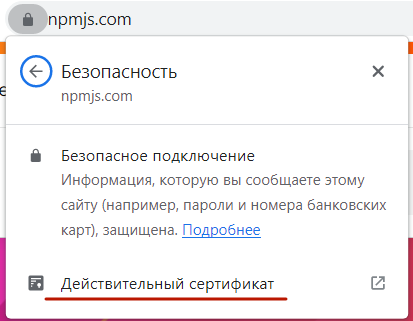 npmjs.com
Безопасность
npmjs.com
Безопасное подключение
Информация, которую вы сообщаете этому
сайту (например, пароли и номера банковских
карт), защищена. Подробнее
Действительный сертификат